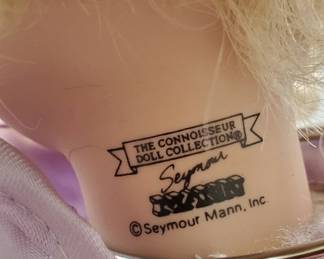 THE CONNOISSEUR
DOLL COLLECTION®
Seymour
© Seymour Mann, Inc.